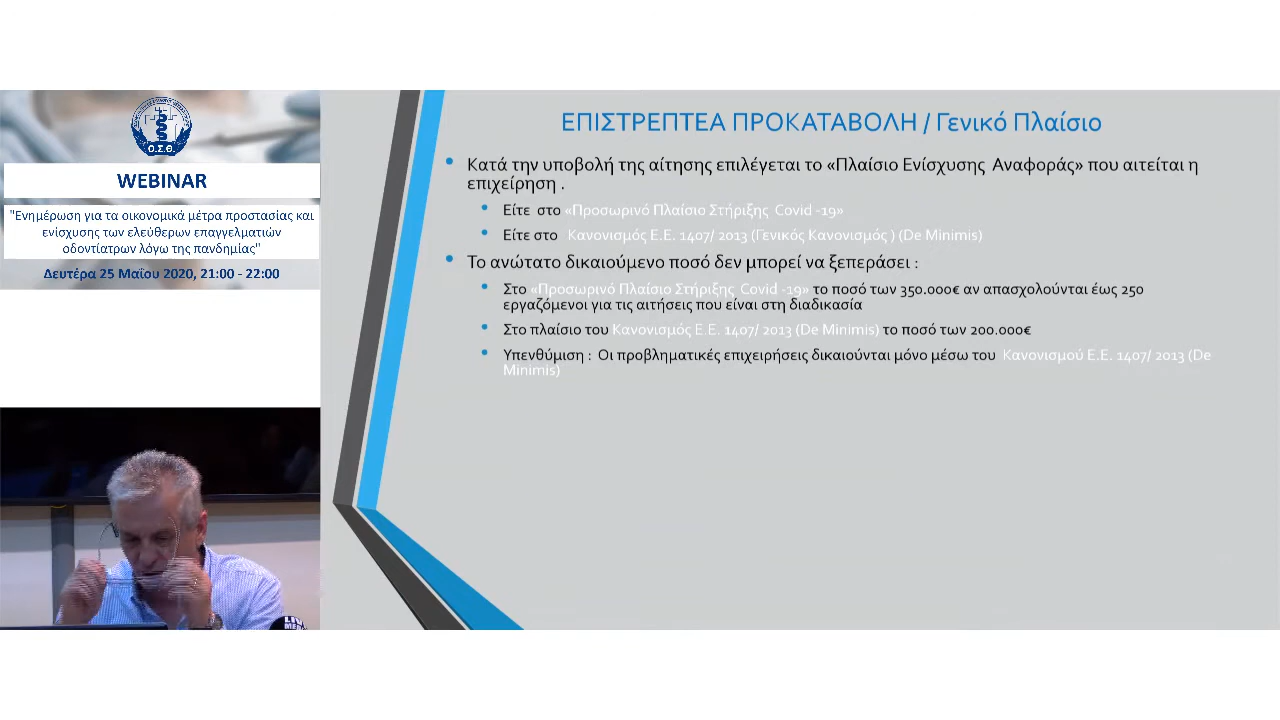 Ο.Σ.Θ.
WEBINAR
"Ενημέρωση για τα οικονομικά μέτρα προστασίας και
ενίσχυσης των ελεύθερων επαγγελματιών
οδοντίατρων λόγω της πανδημίας"
Δευτέρα 25 Μαΐου 2020, 21:00 - 22:00
ΕΠΙΣΤΡΕΠΤΕΑ ΠΡΟΚΑΤΑΒΟΛΗ / Γενικό Πλαίσιο
• Κατά την υποβολή της αίτησης επιλέγεται το «Πλαίσιο Ενίσχυσης Αναφοράς» που αιτείται η
επιχείρηση .
• Είτε στο «Προσωρινό Πλαίσιο Στήριξης Covid -19»
• Είτε στο Κανονισμός Ε.Ε. 1407/ 2013 (Γενικός Κανονισμός ) (De Minimis)
• Το ανώτατο δικαιούμενο ποσό δεν μπορεί να ξεπεράσει :
• Στο «Προσωρινό Πλαίσιο Στήριξης Covid -19» το ποσό των 350.000€ αν απασχολούνται έως 250
εργαζόμενοι για τις αιτήσεις που είναι στη διαδικασία
• Στο πλαίσιο του Κανονισμός Ε.Ε. 1407/ 2013 (De Minimis) το ποσό των 200.000€
• Υπενθύμιση : Οι προβληματικές επιχειρήσεις δικαιούνται μόνο μέσω του Κανονισμού Ε.Ε. 1407/ 2013 (De
Minimis)